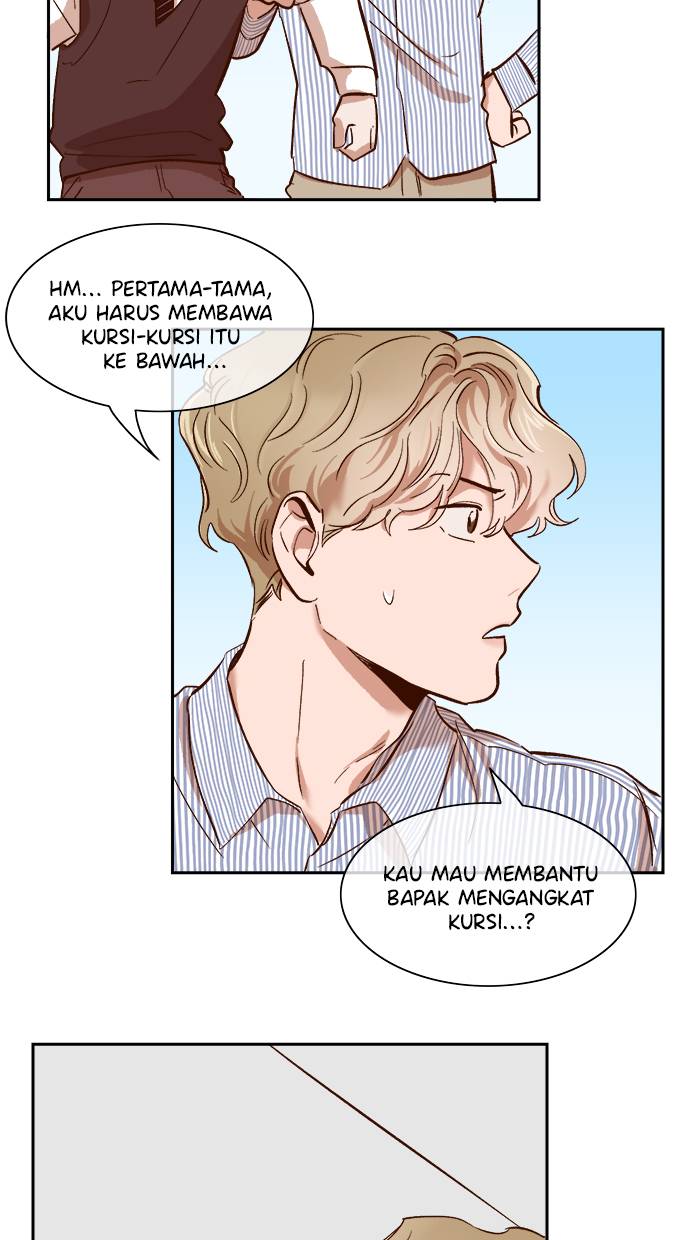 HM... PERTAMA-TAMA,
AKU HARUS MEMBAWA
KURSI-KURSI ITU
KE BAWAH...
KAU MAU MEMBANTU
BAPAK MENGANGKAT
KURSI...?